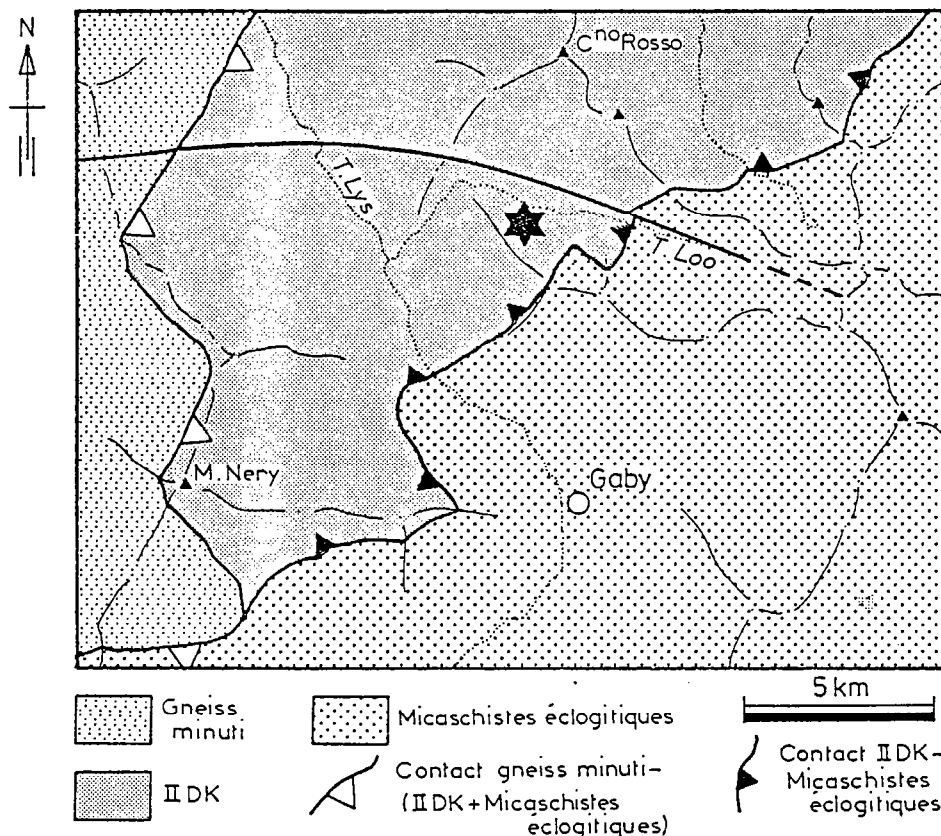 N
Cno Rosso
T Lys
T Loo
M. Nery
Gaby
Gneiss
minuti
Micaschistes éclogitiques
5 km
II DK
Contact gneiss minuti-
(II DK + Micaschistes
éclogitiques)
Contact II DK-
Micaschistes
éclogitiques